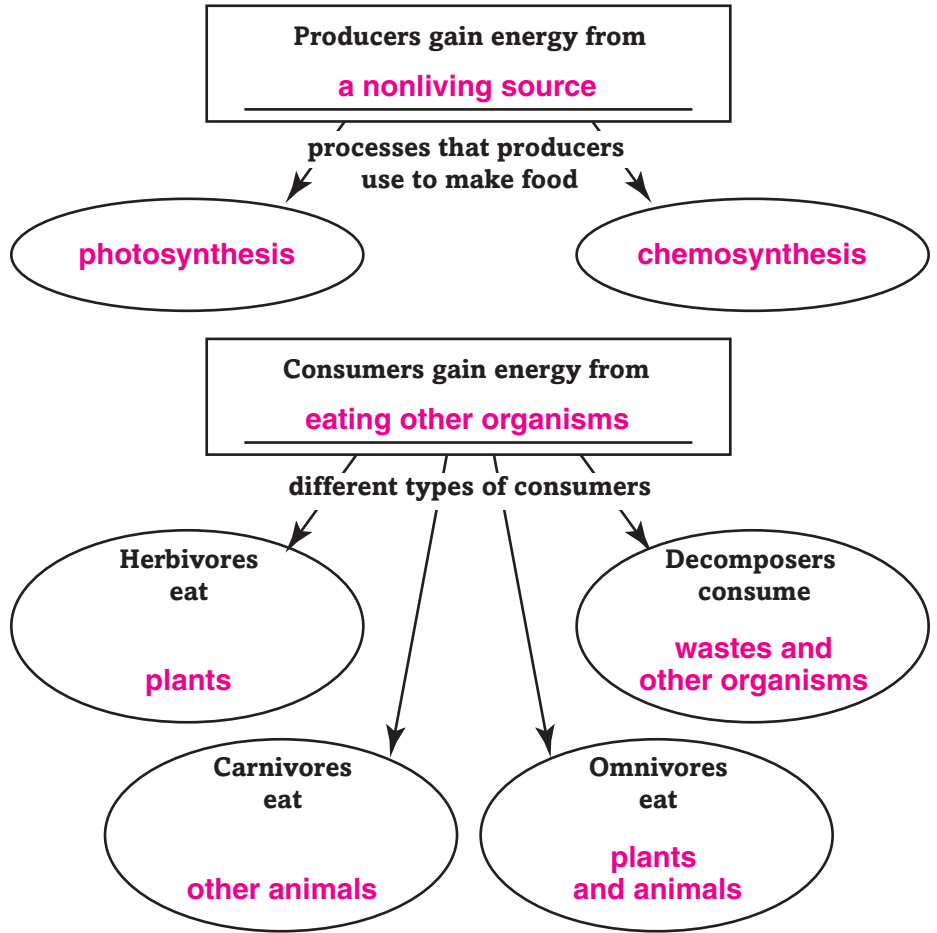 Producers gain energy from
a nonliving source
processes that producers
use to make food
photosynthesis
chemosynthesis
Consumers gain energy from
eating other organisms
different types of consumers
Herbivores
eat
plants
Decomposers
consume
wastes and
other organisms
Carnivores
eat
other animals
Omnivores
eat
plants
and animals